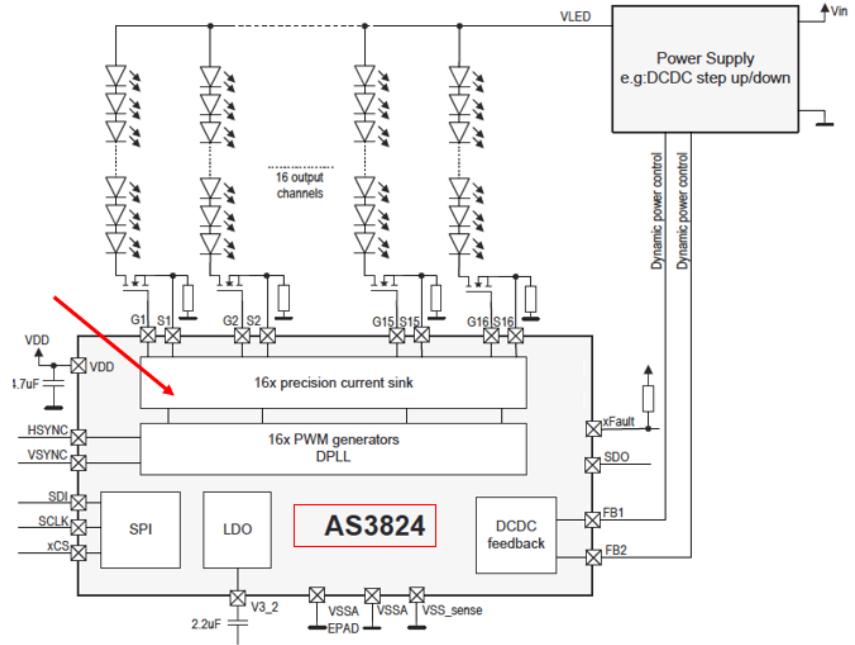 VLED
Vin
Power Supply
e.g:DCDC step up/down
16 output
channels
Dynamic power control
Dynamic power control
G1
S1
G2
S2
G15
S15
G16
S16
VDD
VDD
4.7uF
16x precision current sink
HSYNC
VSYNC
16x PWM generators
DPLL
xFault
SDO
SDI
SCLK
xCS
SPI
LDO
AS3824
DCDC
feedback
FB1
FB2
V3_2
2.2uF
VSSA
EPAD
VSSA
VSS_sense